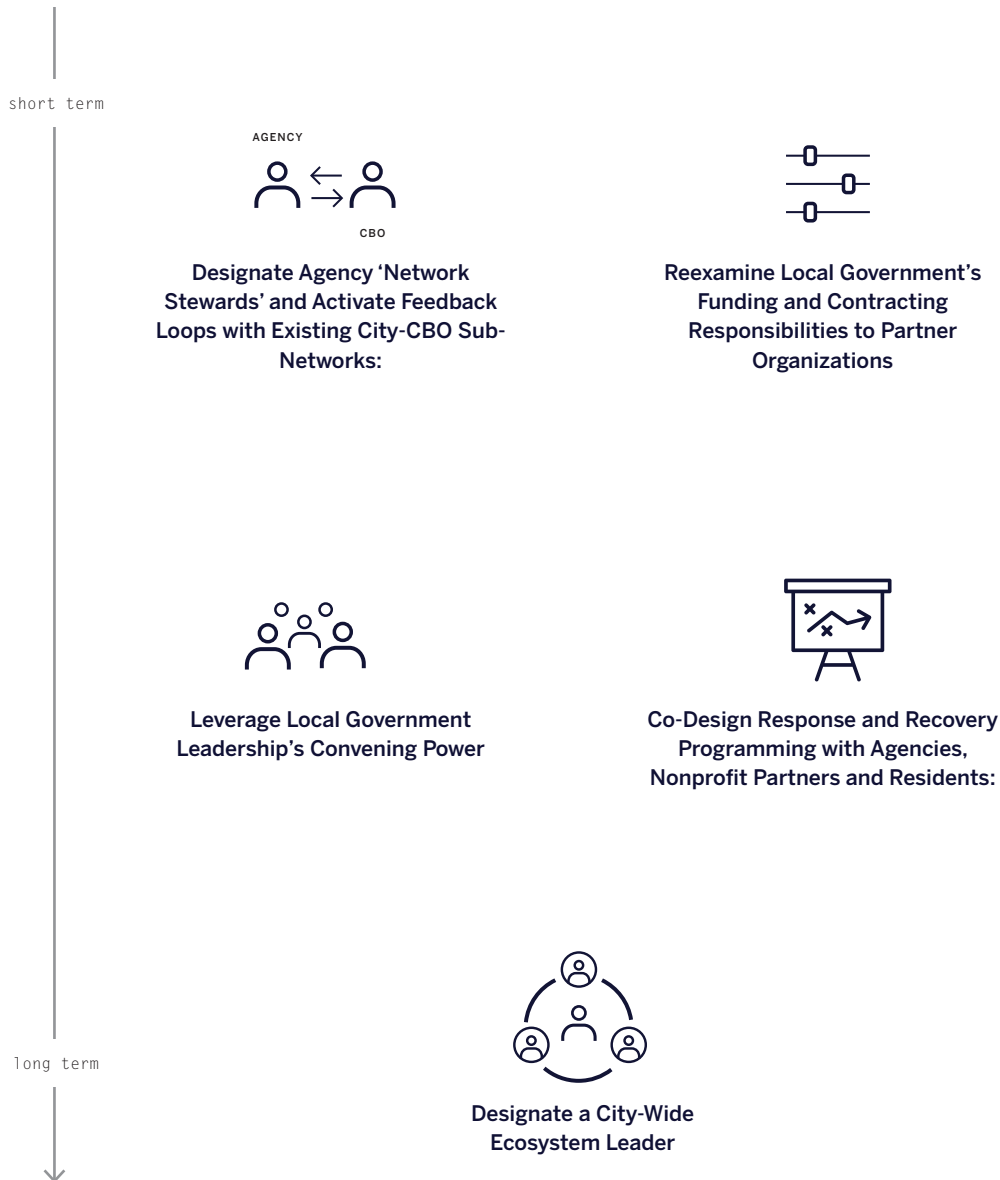 short term
AGENCY
CBO
Designate Agency ‘Network
Stewards’ and Activate Feedback
Loops with Existing City-CBO Sub-
Networks:
Reexamine Local Government’s
Funding and Contracting
Responsibilities to Partner
Organizations
Leverage Local Government
Leadership’s Convening Power
Co-Design Response and Recovery
Programming with Agencies,
Nonprofit Partners and Residents:
long term
Designate a City-Wide
Ecosystem Leader